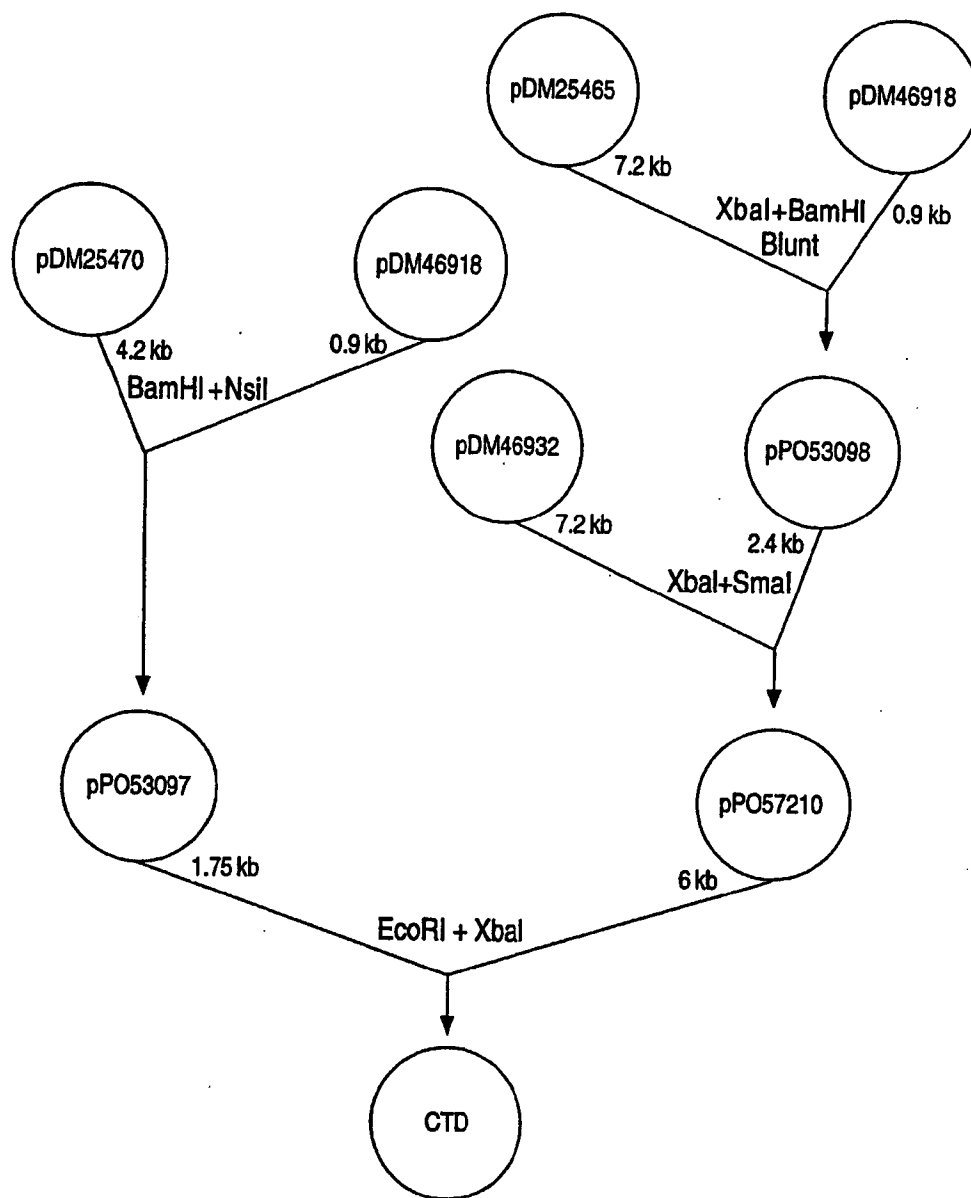 pDM25465
pDM46918
7.2 kb
XbaI+BamHI
Blunt
0.9 kb
pDM25470
pDM46918
4.2 kb
0.9 kb
BamHI +NsiI
pDM46932
pPO53098
7.2 kb
2.4 kb
XbaI+SmaI
pPO53097
pPO57210
1.75 kb
6 kb
EcoRI + XbaI
CTD